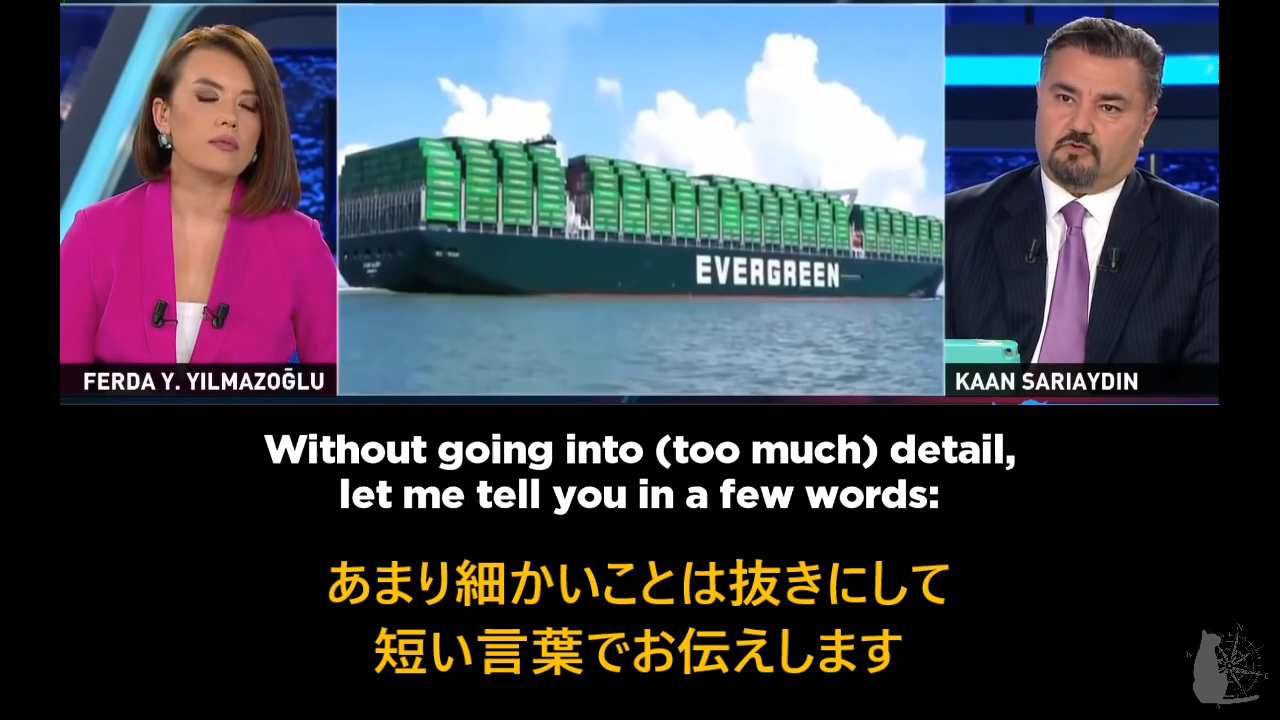 EVERGREEN
FERDA Y. YILMAZOĞLU
KAAN SARIAYDIN
Without going into (too much) detail,
let me tell you in a few words:
あまり細かいことは抜きにして
短い言葉でお伝えします